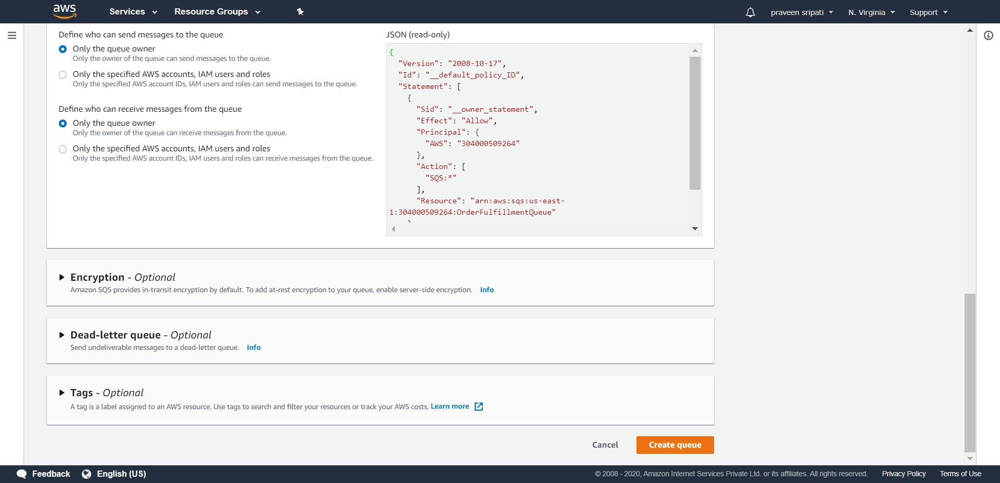 aws Services Resource Groups praveen sripati N. Virginia Support
Define who can send messages to the queue
Only the queue owner
Only the owner of the queue can send messages to the queue.
Only the specified AWS accounts, IAM users and roles
Only the specified AWS account IDs, IAM users and roles can send messages to the queue.
Define who can receive messages from the queue
Only the queue owner
Only the owner of the queue can receive messages from the queue.
Only the specified AWS accounts, IAM users and roles
Only the specified AWS account IDs, IAM users and roles can receive messages from the queue.
JSON (read-only)
{
"Version": "2008-10-17",
"Id": "__default_policy_ID",
"Statement": [
{
"Sid": "__owner_statement",
"Effect": "Allow",
"Principal": {
"AWS": "304000509264"
},
"Action": [
"SQS:*"
],
"Resource": "arn:aws:sqs:us-east-
1:304000509264:OrderFulfillmentQueue"
Encryption - Optional
Amazon SQS provides in-transit encryption by default. To add at-rest encryption to your queue, enable server-side encryption. Info
Dead-letter queue - Optional
Send undeliverable messages to a dead-letter queue. Info
Tags - Optional
A tag is a label assigned to an AWS resource. Use tags to search and filter your resources or track your AWS costs. Learn more
Cancel Create queue
Feedback English (US) © 2008 - 2020, Amazon Internet Services Private Ltd. or its affiliates. All rights reserved. Privacy Policy Terms of Use